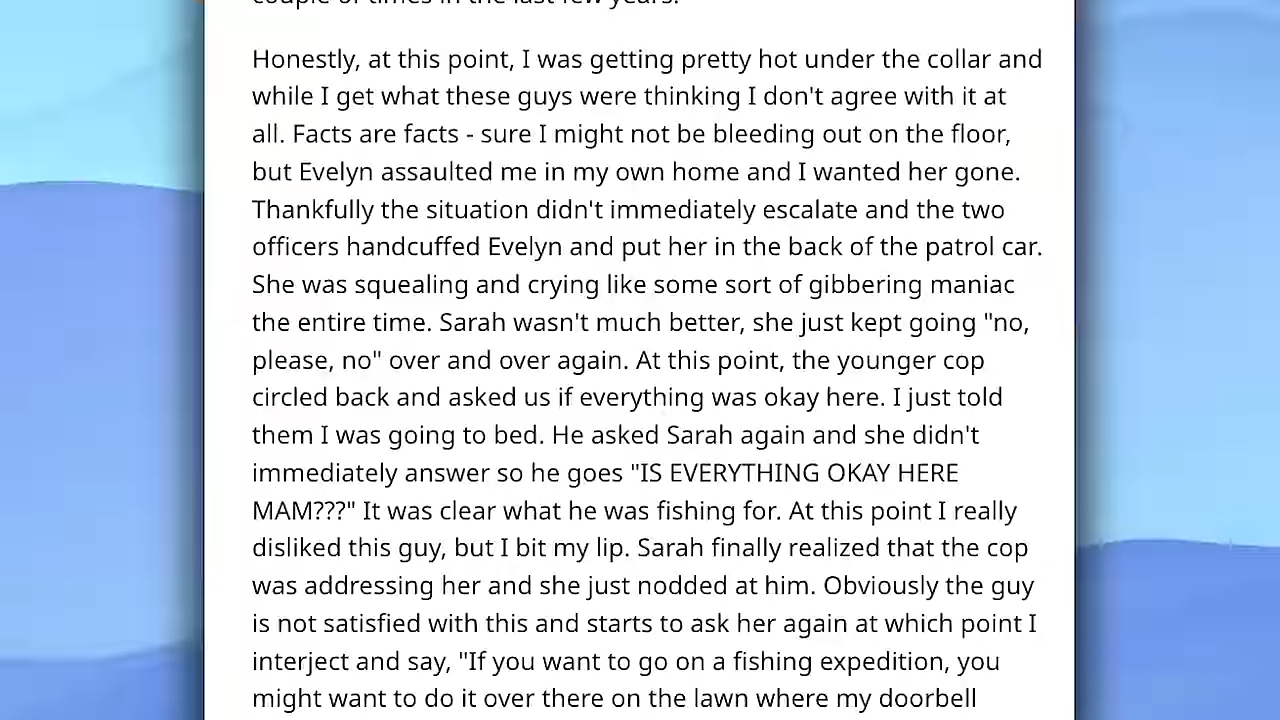 couple of times in the last few years.
Honestly, at this point, I was getting pretty hot under the collar and
while I get what these guys were thinking I don't agree with it at
all. Facts are facts - sure I might not be bleeding out on the floor,
but Evelyn assaulted me in my own home and I wanted her gone.
Thankfully the situation didn't immediately escalate and the two
officers handcuffed Evelyn and put her in the back of the patrol car.
She was squealing and crying like some sort of gibbering maniac
the entire time. Sarah wasn't much better, she just kept going "no,
please, no" over and over again. At this point, the younger cop
circled back and asked us if everything was okay here. I just told
them I was going to bed. He asked Sarah again and she didn't
immediately answer so he goes "IS EVERYTHING OKAY HERE
MAM???" It was clear what he was fishing for. At this point I really
disliked this guy, but I bit my lip. Sarah finally realized that the cop
was addressing her and she just nodded at him. Obviously the guy
is not satisfied with this and starts to ask her again at which point I
interject and say, "If you want to go on a fishing expedition, you
might want to do it over there on the lawn where my doorbell